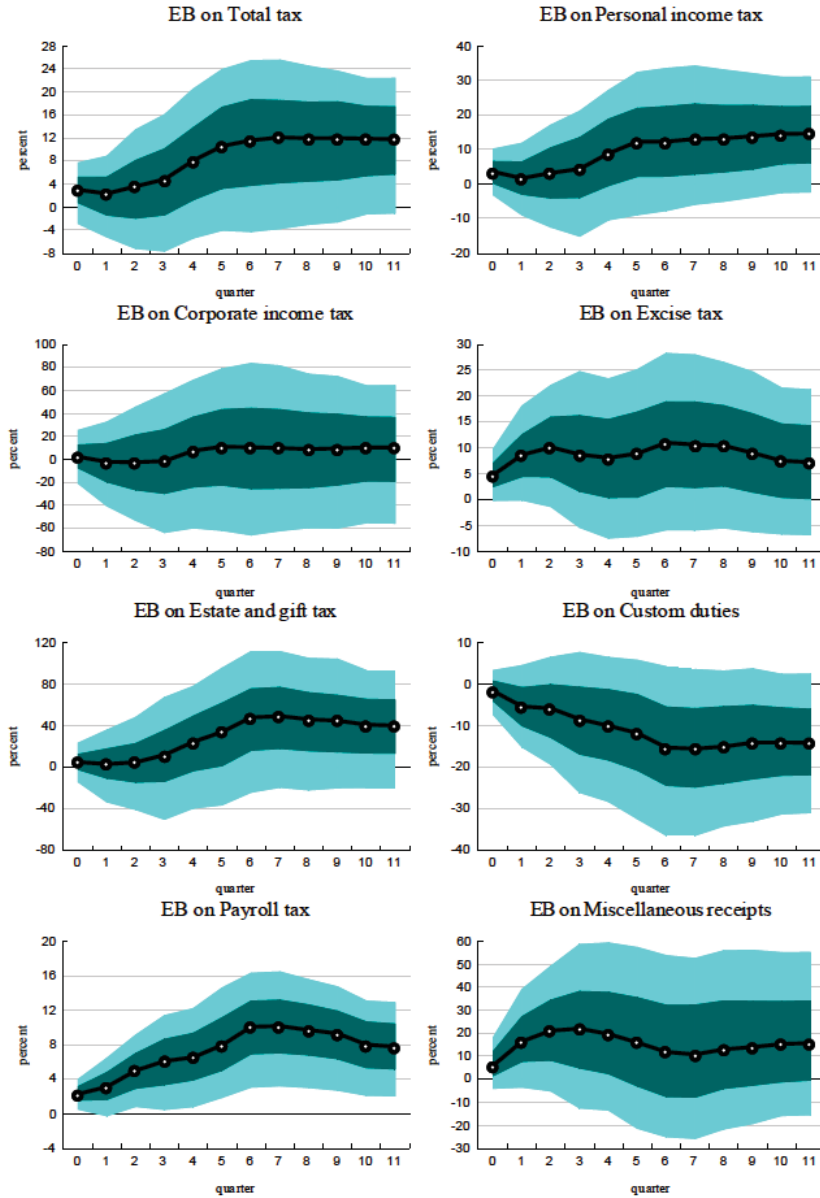 EB on Total tax
percent
28
24
20
16
12
8
4
0
-4
-8
0 1 2 3 4 5 6 7 8 9 10 11
quarter
EB on Personal income tax
percent
40
30
20
10
0
-10
-20
0 1 2 3 4 5 6 7 8 9 10 11
quarter
EB on Corporate income tax
percent
100
80
60
40
20
0
-20
-40
-60
-80
0 1 2 3 4 5 6 7 8 9 10 11
quarter
EB on Excise tax
percent
30
25
20
15
10
5
0
-5
-10
0 1 2 3 4 5 6 7 8 9 10 11
quarter
EB on Estate and gift tax
percent
120
80
40
0
-40
-80
0 1 2 3 4 5 6 7 8 9 10 11
quarter
EB on Custom duties
percent
10
0
-10
-20
-30
-40
0 1 2 3 4 5 6 7 8 9 10 11
quarter
EB on Payroll tax
percent
20
16
12
8
4
0
-4
0 1 2 3 4 5 6 7 8 9 10 11
quarter
EB on Miscellaneous receipts
percent
60
50
40
30
20
10
0
-10
-20
-30
0 1 2 3 4 5 6 7 8 9 10 11
quarter